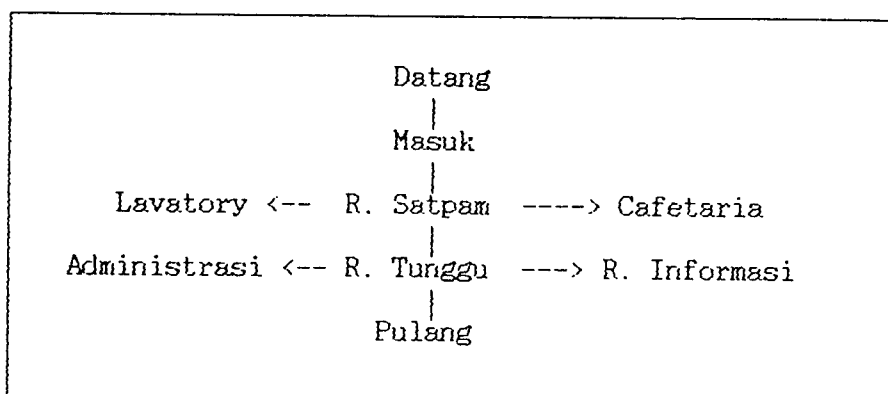 Datang
|
Masuk
|
Lavatory <-- R. Satpam ----> Cafetaria
|
Administrasi <-- R. Tunggu ---> R. Informasi
|
Pulang